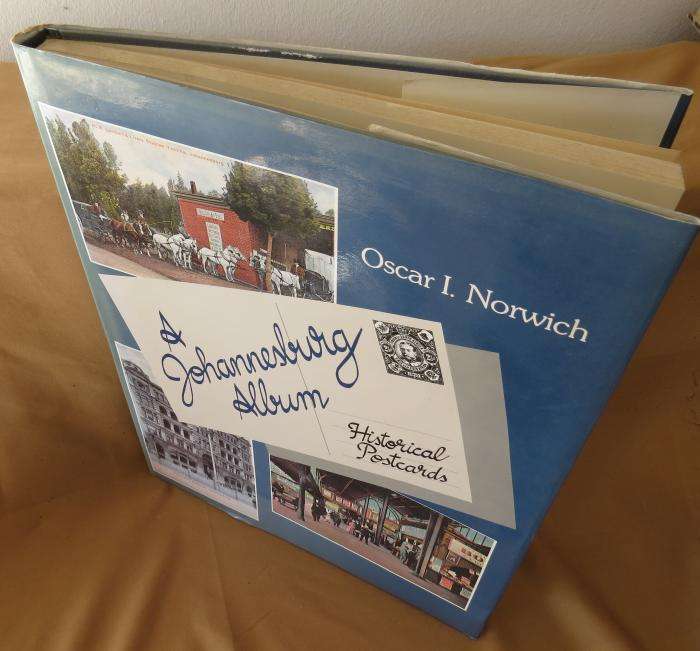 Oscar I. Norwich
A
Johannesburg
Album
Historical
Postcards